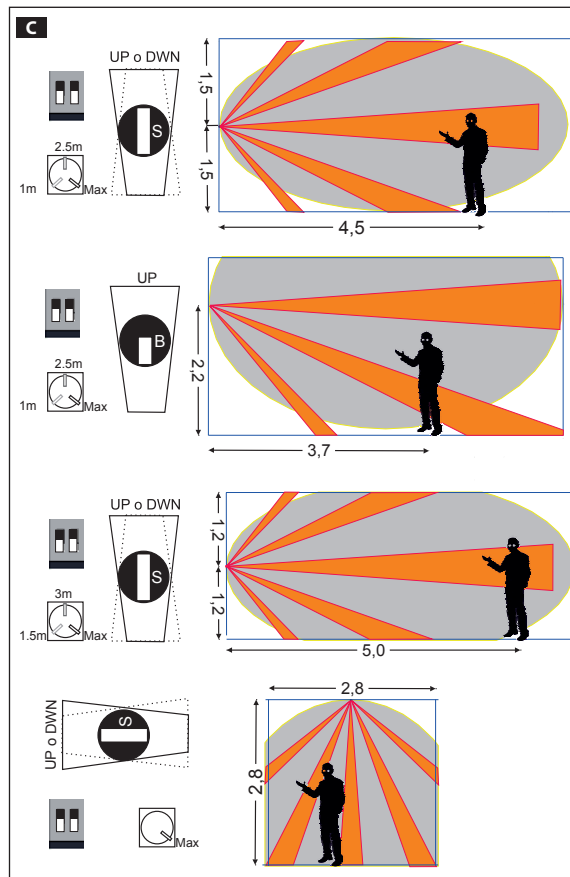 C
UP o DWN
S
2.5m
1m
Max
1,5
1,5
4,5
UP
B
2.5m
1m
Max
2,2
3,7
UP o DWN
S
3m
1.5m
Max
1,2
1,2
5,0
UP o DWN
S
Max
2,8
2,8